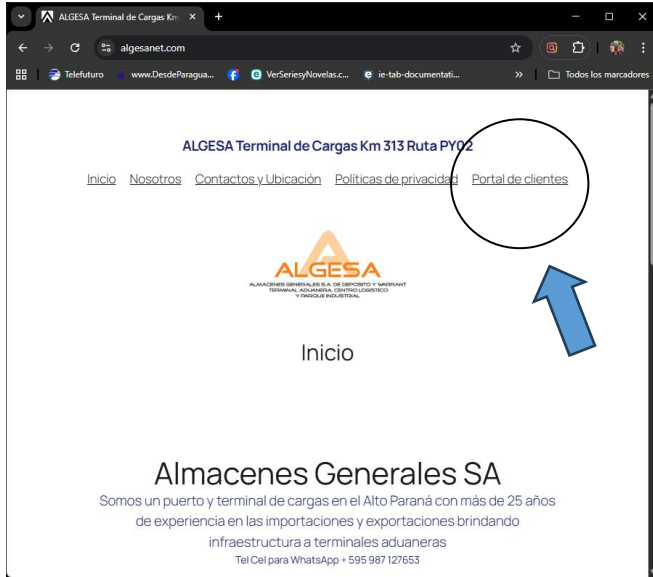 ALGESA Terminal de Cargas Km
algesanet.com
Telefuturo www.DesdeParagua... VerSeriesyNovelas.c... ie-tab-documentati... » Todos los marcadores
ALGESA Terminal de Cargas Km 313 Ruta PY02
Inicio Nosotros Contactos y Ubicación Políticas de privacidad Portal de clientes
ALGESA
ALMACENES GENERALES S.A. DE DEPOSITO Y WARRANT
TERMINAL ADUANERA, CENTRO LOGISTICO
Y PARQUE INDUSTRIAL
Inicio
Almacenes Generales SA
Somos un puerto y terminal de cargas en el Alto Paraná con más de 25 años
de experiencia en las importaciones y exportaciones brindando
infraestructura a terminales aduaneras
Tel Cel para WhatsApp + 595 987 127653